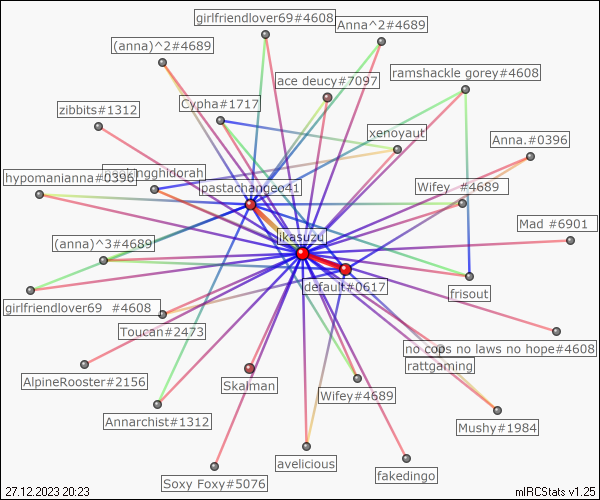 girlfriendlover69#4608
Anna^2#4689
(anna)^2#4689
ace deucy#7097
ramshackle gorey#4608
zibbits#1312
Cypha#1717
xenoyaut
Anna.#0396
hypomanianna#0396
pastachangeo41
Wifey_#4689
Mad #6901
ikasuzu
(anna)^3#4689
default#0617
frisout
girlfriendlover69_#4608
Toucan#2473
no cops no laws no hope#4608
rattgaming
AlpineRooster#2156
Skalman
Wifey#4689
Annarchist#1312
Mushy#1984
avelicious
fakedingo
Soxy Foxy#5076
27.12.2023 20:23
mIRCStats v1.25